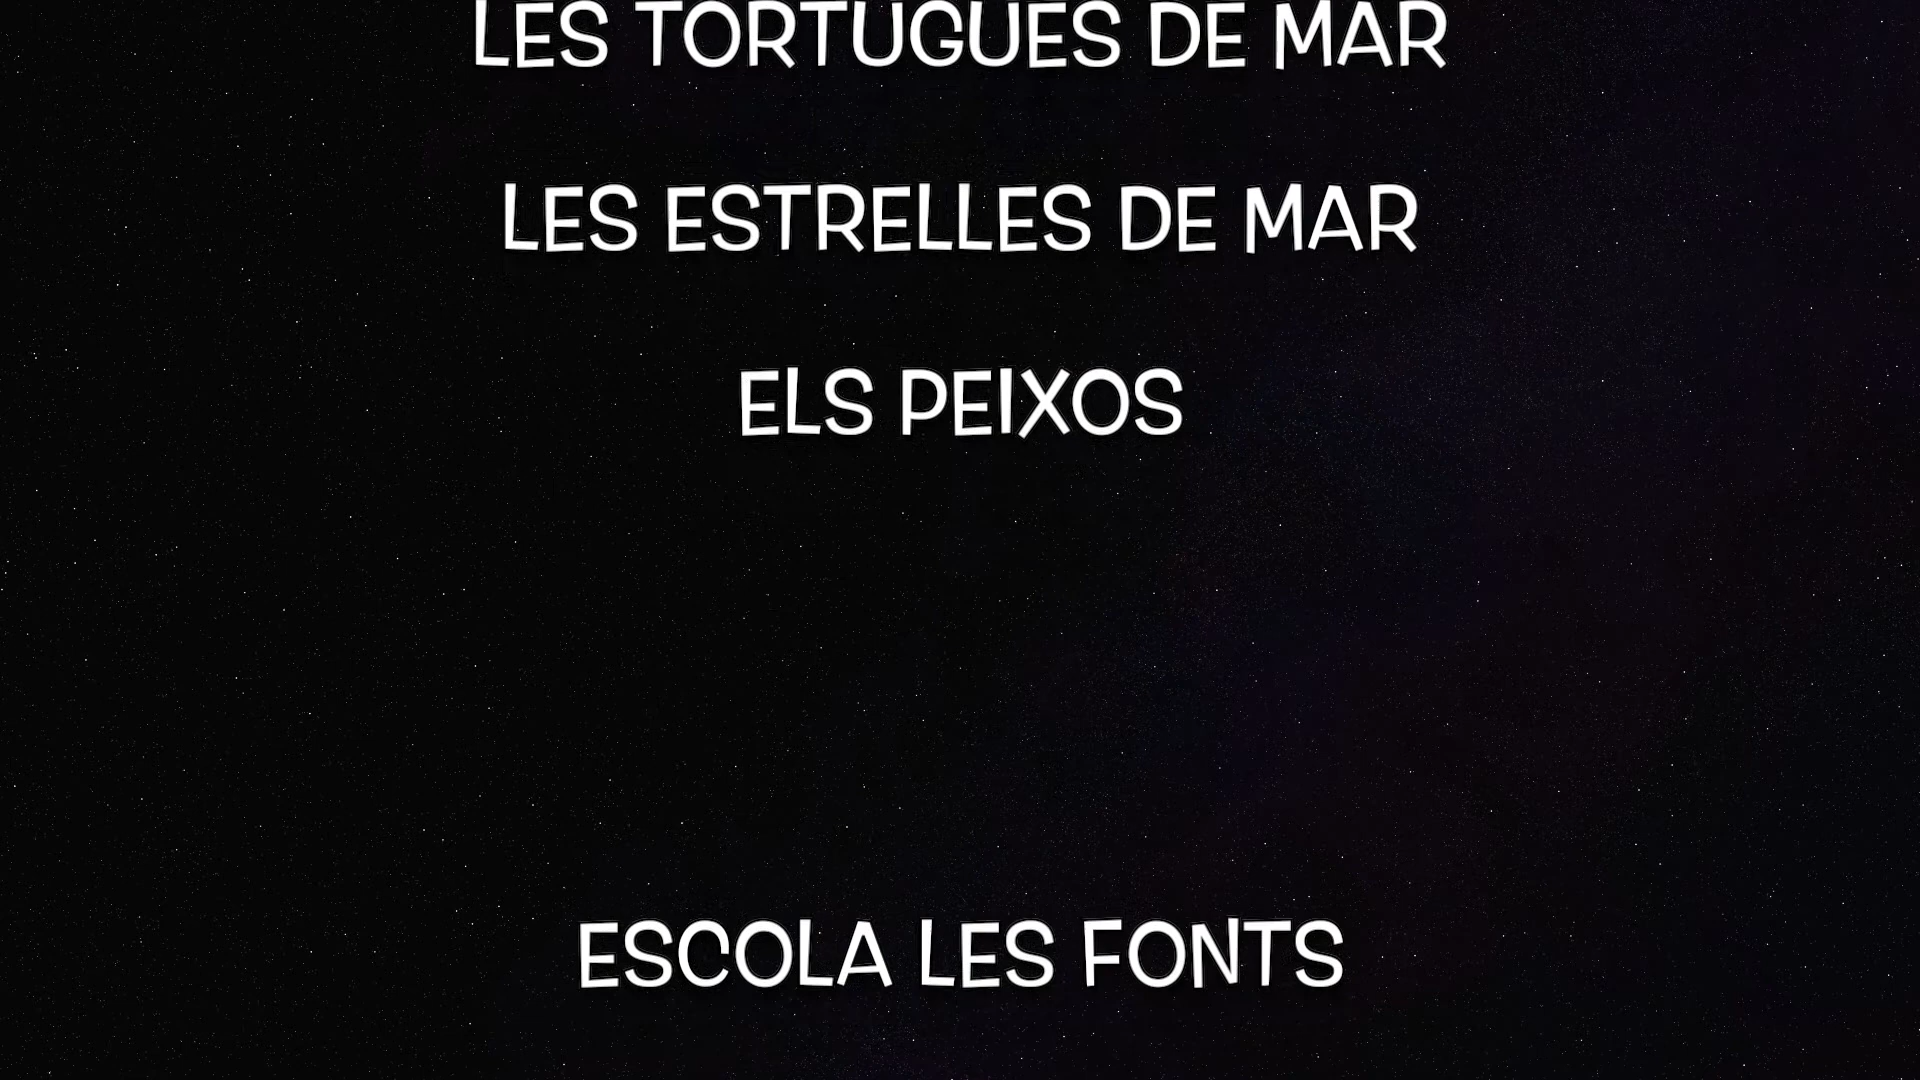 LES TORTUGUES DE MAR
LES ESTRELLES DE MAR
ELS PEIXOS
ESCOLA LES FONTS